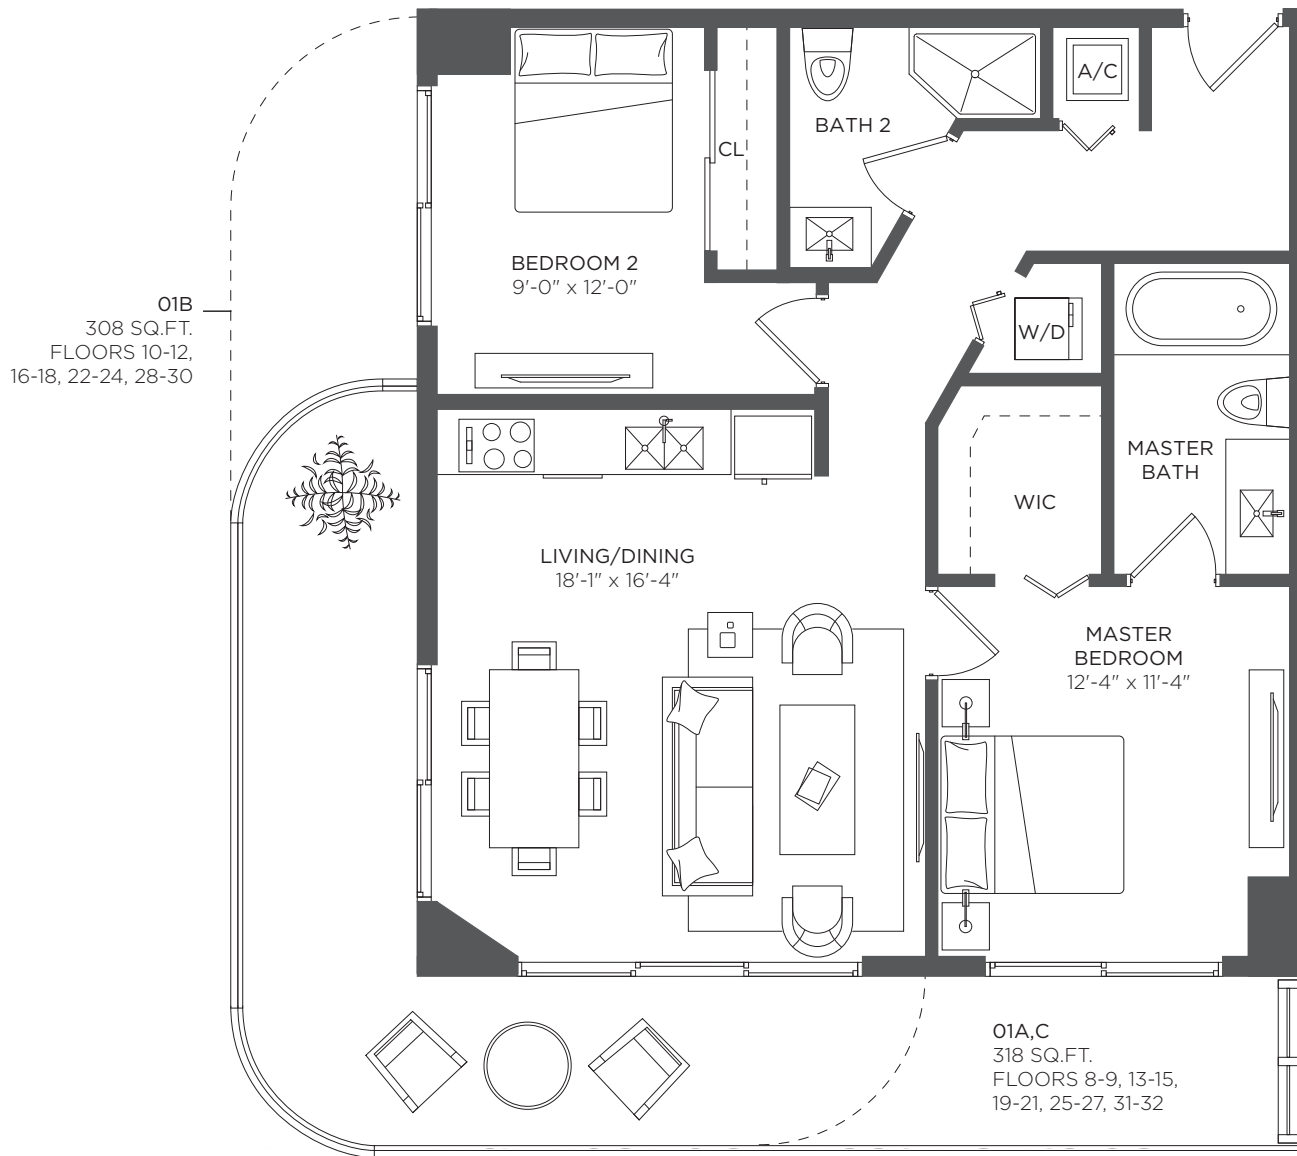 A/C
BATH 2
CL
BEDROOM 2
9'-0" x 12'-0"
01B
308 SQ.FT.
FLOORS 10-12,
16-18, 22-24, 28-30
W/D
MASTER
BATH
WIC
LIVING/DINING
18'-1" x 16'-4"
MASTER
BEDROOM
12'-4" x 11'-4"
01A,C
318 SQ.FT.
FLOORS 8-9, 13-15,
19-21, 25-27, 31-32